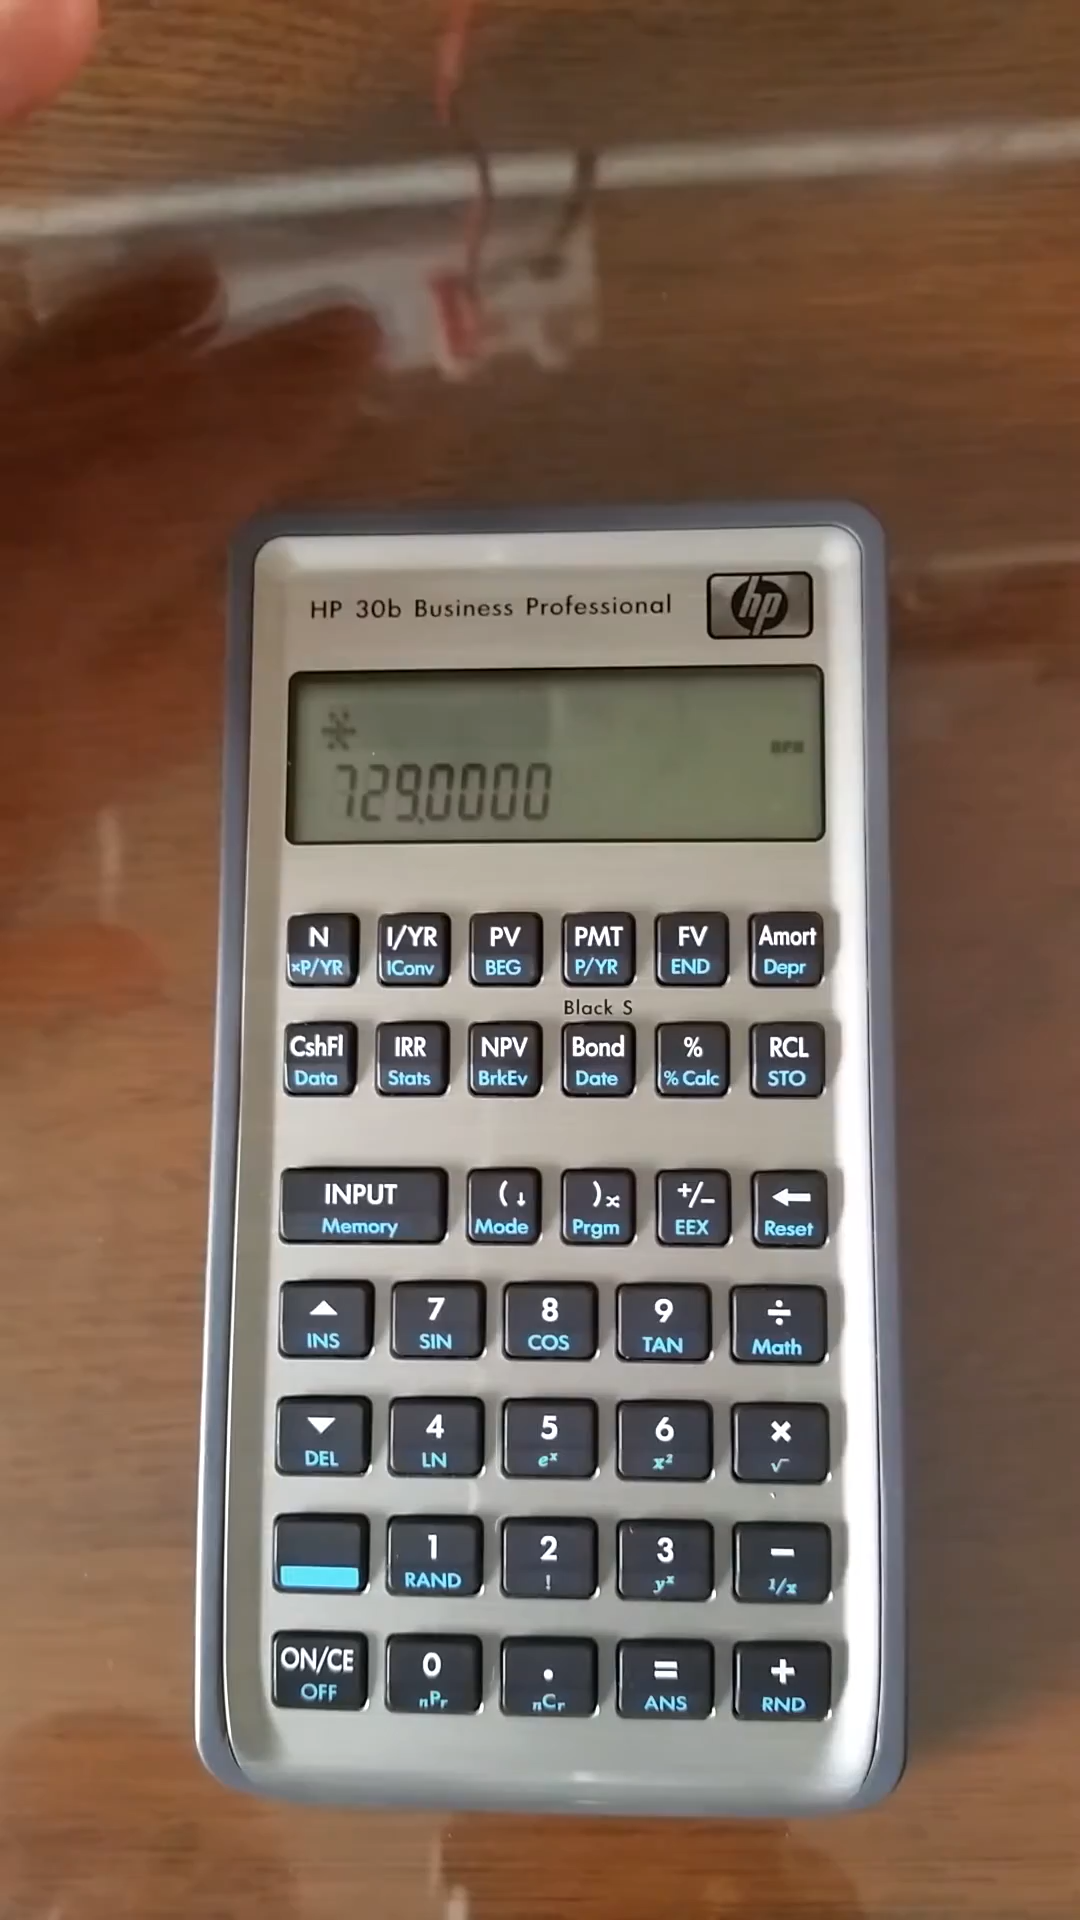 HP 30b Business Professional hp
*
RPN
729.0000
N I/YR PV PMT FV Amort
×P/YR IConv BEG P/YR END Depr
Black S
CshFl IRR NPV Bond % RCL
Data Stats BrkEv Date % Calc STO
INPUT (↓ )x +/− ←
Memory Mode Prgm EEX Reset
▲ 7 8 9 ÷
INS SIN COS TAN Math
▼ 4 5 6 ×
DEL LN eˣ x² √
1 2 3 −
RAND ! yˣ 1/x
ON/CE 0 . = +
OFF nPr nCr ANS RND